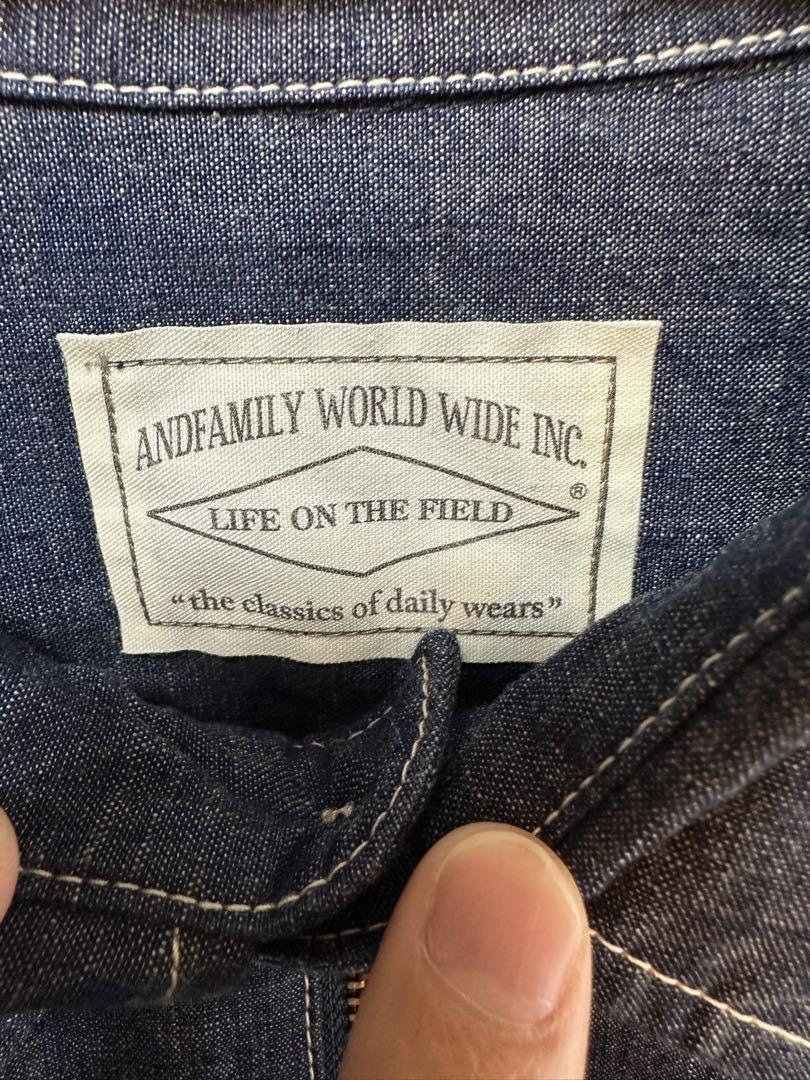 ANDFAMILY WORLD WIDE INC.
®
LIFE ON THE FIELD
“the classics of daily wears”